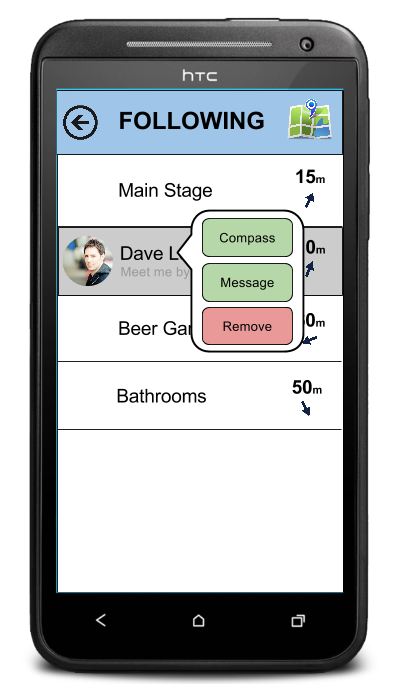 hTC
FOLLOWING
Main Stage
15m
Dave L
0m
Meet me by
Compass
Message
Remove
Beer Gar
0m
Bathrooms
50m